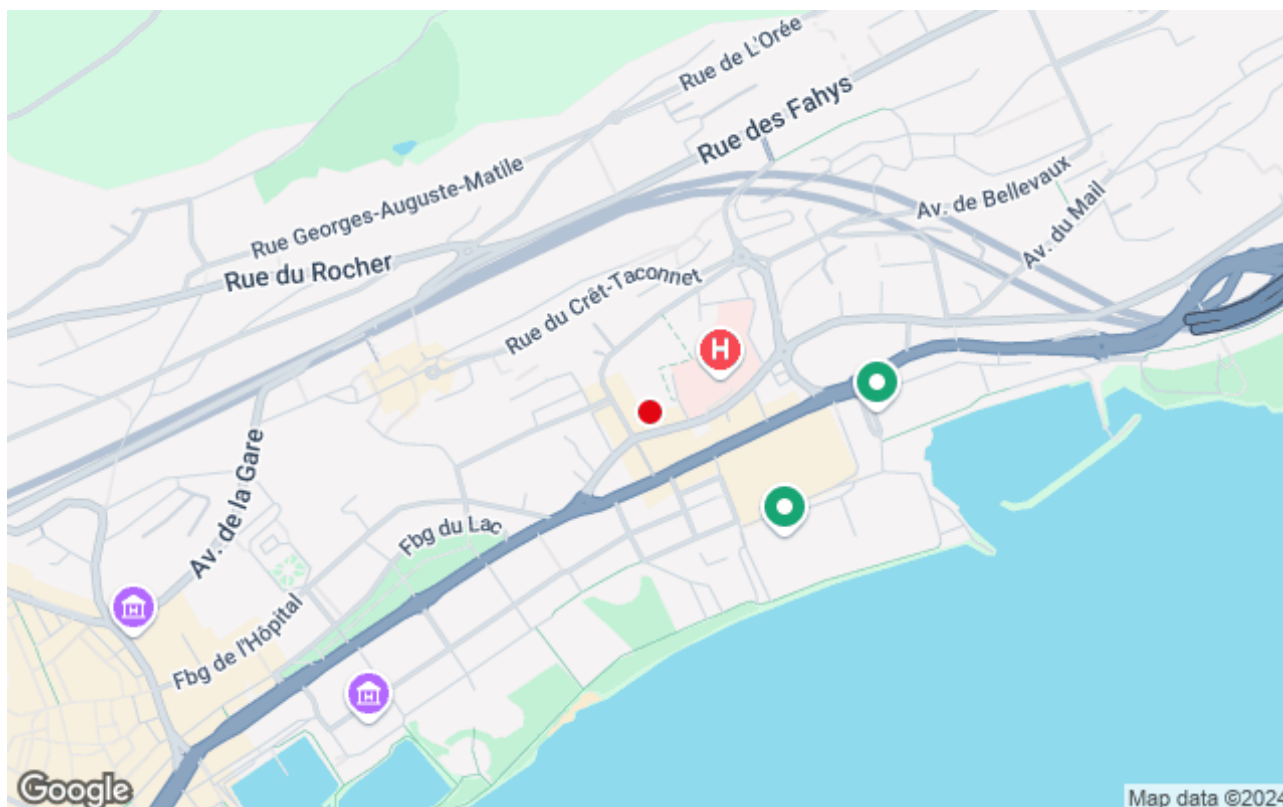 Rue de L'Orée
Rue des Fahys
Rue Georges-Auguste-Matile
Av. de Bellevaux
Rue du Rocher
Av. du Mail
Rue du Crêt-Taconnet
H
Av. de la Gare
Fbg du Lac
Fbg de l'Hôpital
Google
Map data ©2024